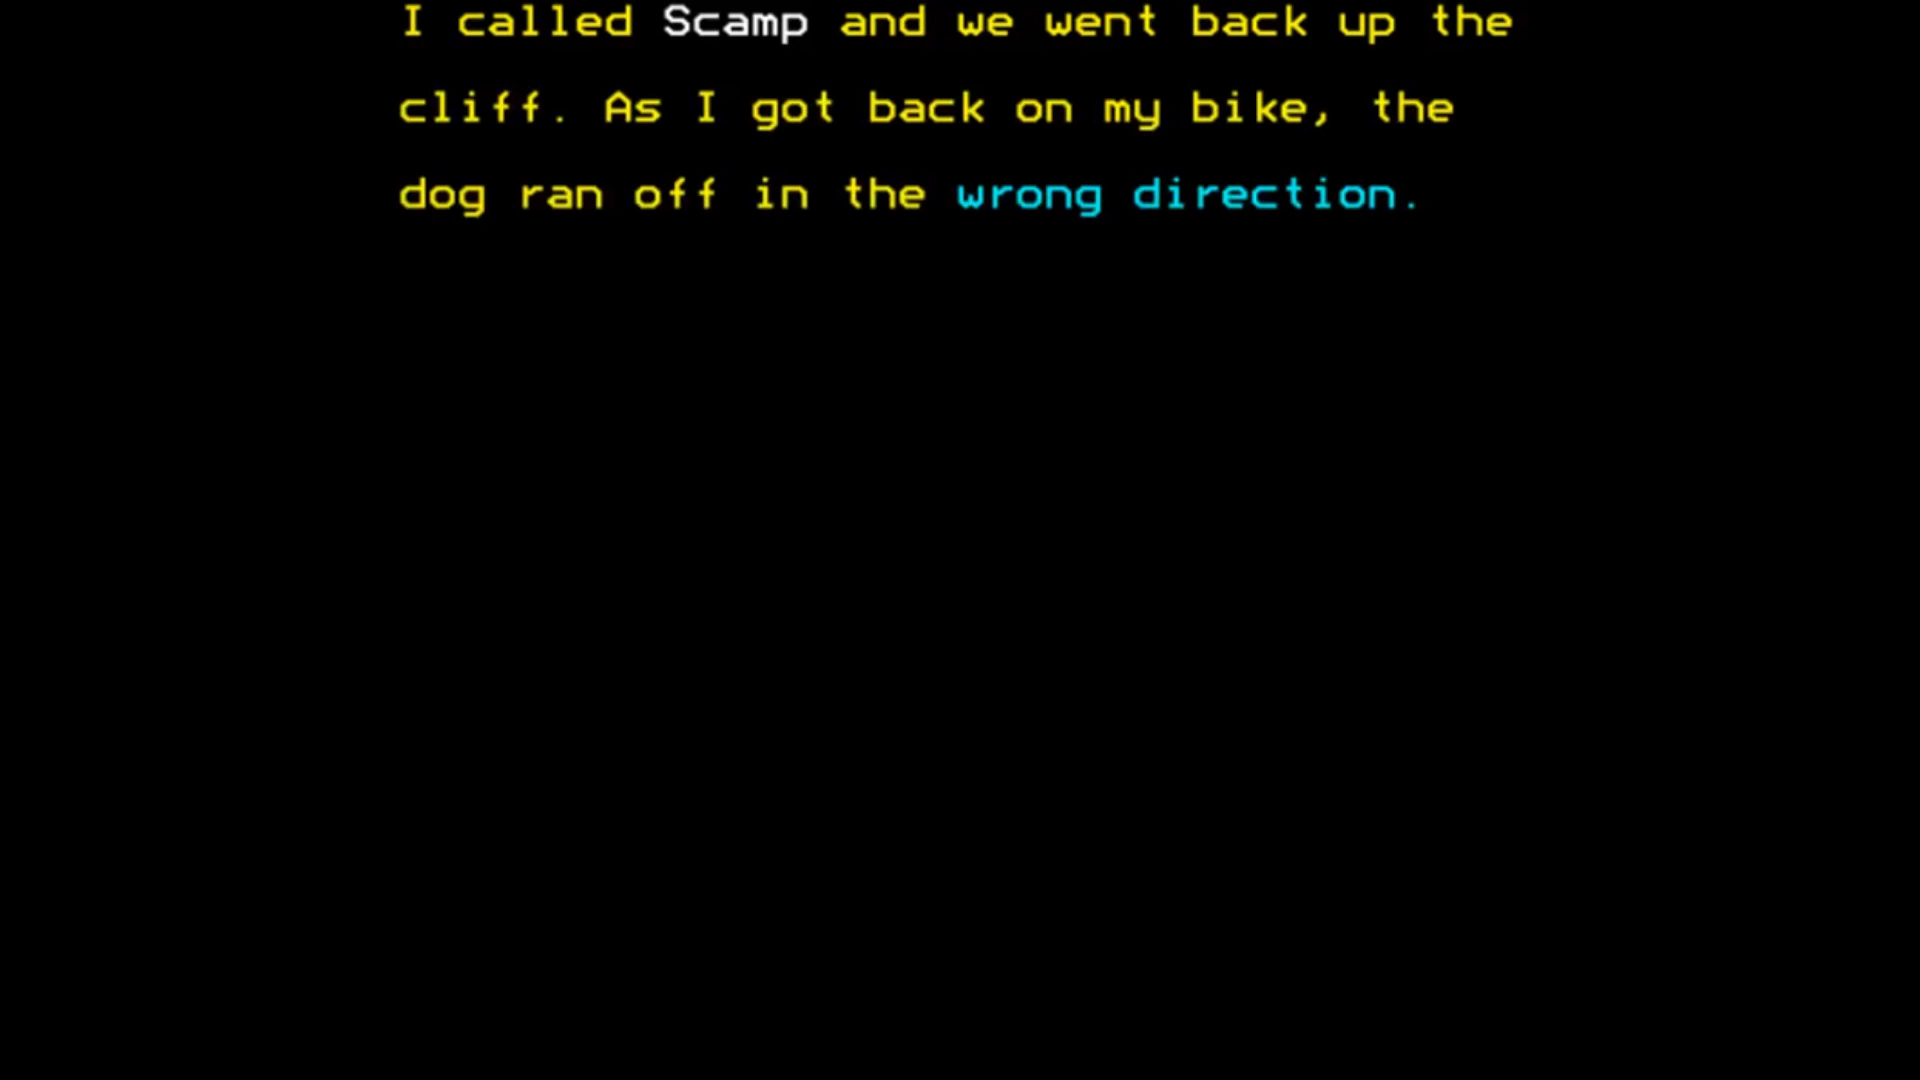 I called Scamp and we went back up the
cliff. As I got back on my bike, the
dog ran off in the wrong direction.